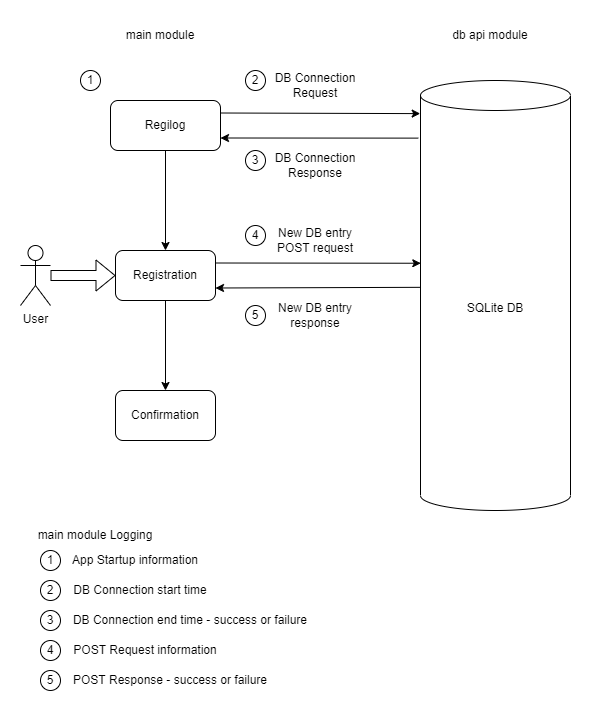 main module
db api module
1
2
DB Connection
Request
Regilog
3
DB Connection
Response
4
New DB entry
POST request
Registration
User
5
New DB entry
response
SQLite DB
Confirmation
main module Logging
1 App Startup information
2 DB Connection start time
3 DB Connection end time - success or failure
4 POST Request information
5 POST Response - success or failure